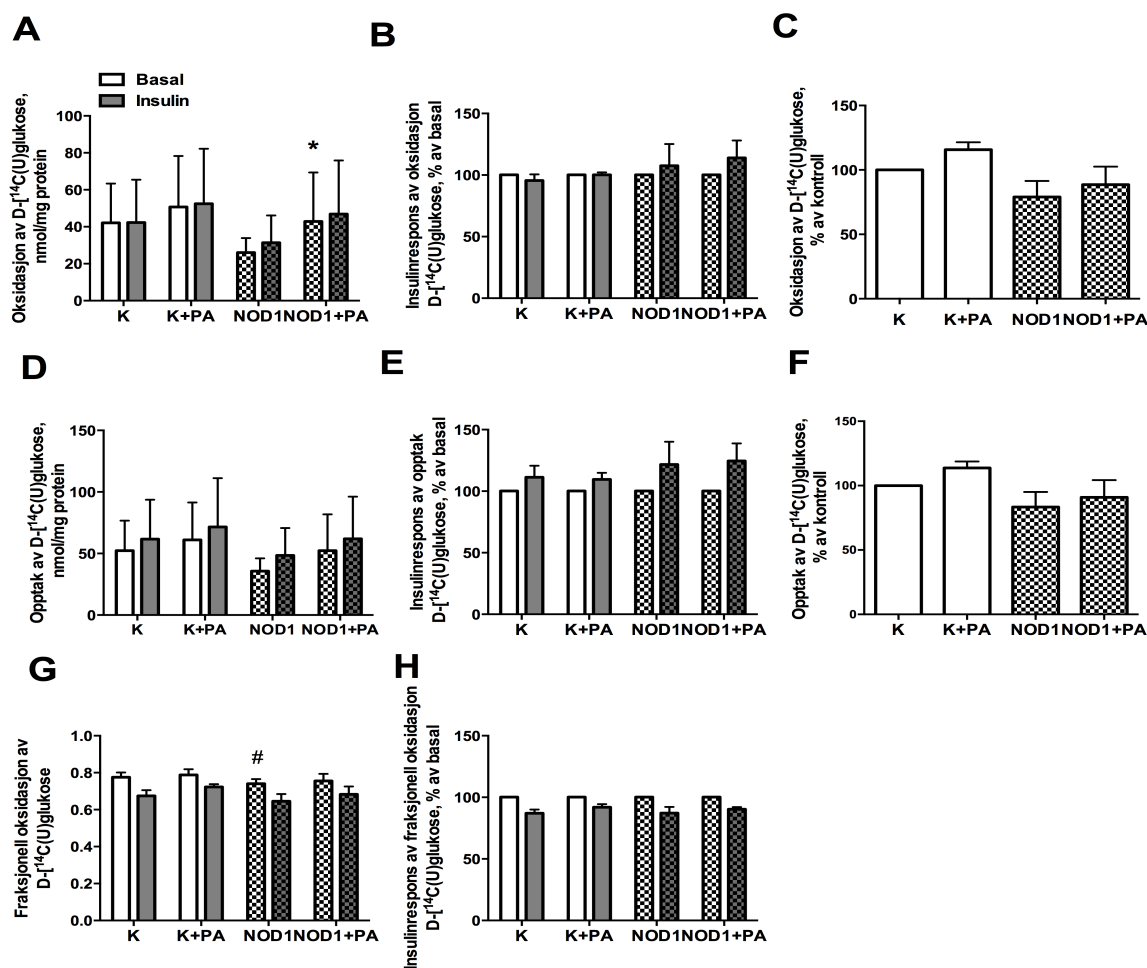 A
Basal
Insulin
Oksidasjon av D-[¹⁴C(U)glukose,
nmol/mg protein
100
80
60
40
20
0
*
K K+PA NOD1 NOD1+PA
B
Insulinrespons av oksidasjon
D-[¹⁴C(U)glukose, % av basal
150
100
50
0
K K+PA NOD1 NOD1+PA
C
Oksidasjon av D-[¹⁴C(U)glukose,
% av kontroll
150
100
50
0
K K+PA NOD1 NOD1+PA
D
Opptak av D-[¹⁴C(U)glukose,
nmol/mg protein
150
100
50
0
K K+PA NOD1 NOD1+PA
E
Insulinrespons av opptak
D-[¹⁴C(U)glukose, % av basal
150
100
50
0
K K+PA NOD1 NOD1+PA
F
Opptak av D-[¹⁴C(U)glukose,
% av kontroll
150
100
50
0
K K+PA NOD1 NOD1+PA
G
Fraksjonell oksidasjon av
D-[¹⁴C(U)glukose
1.0
0.8
0.6
0.4
0.2
0.0
#
K K+PA NOD1 NOD1+PA
H
Insulinrespons av fraksjonell oksidasjon
D-[¹⁴C(U)glukose, % av basal
150
100
50
0
K K+PA NOD1 NOD1+PA